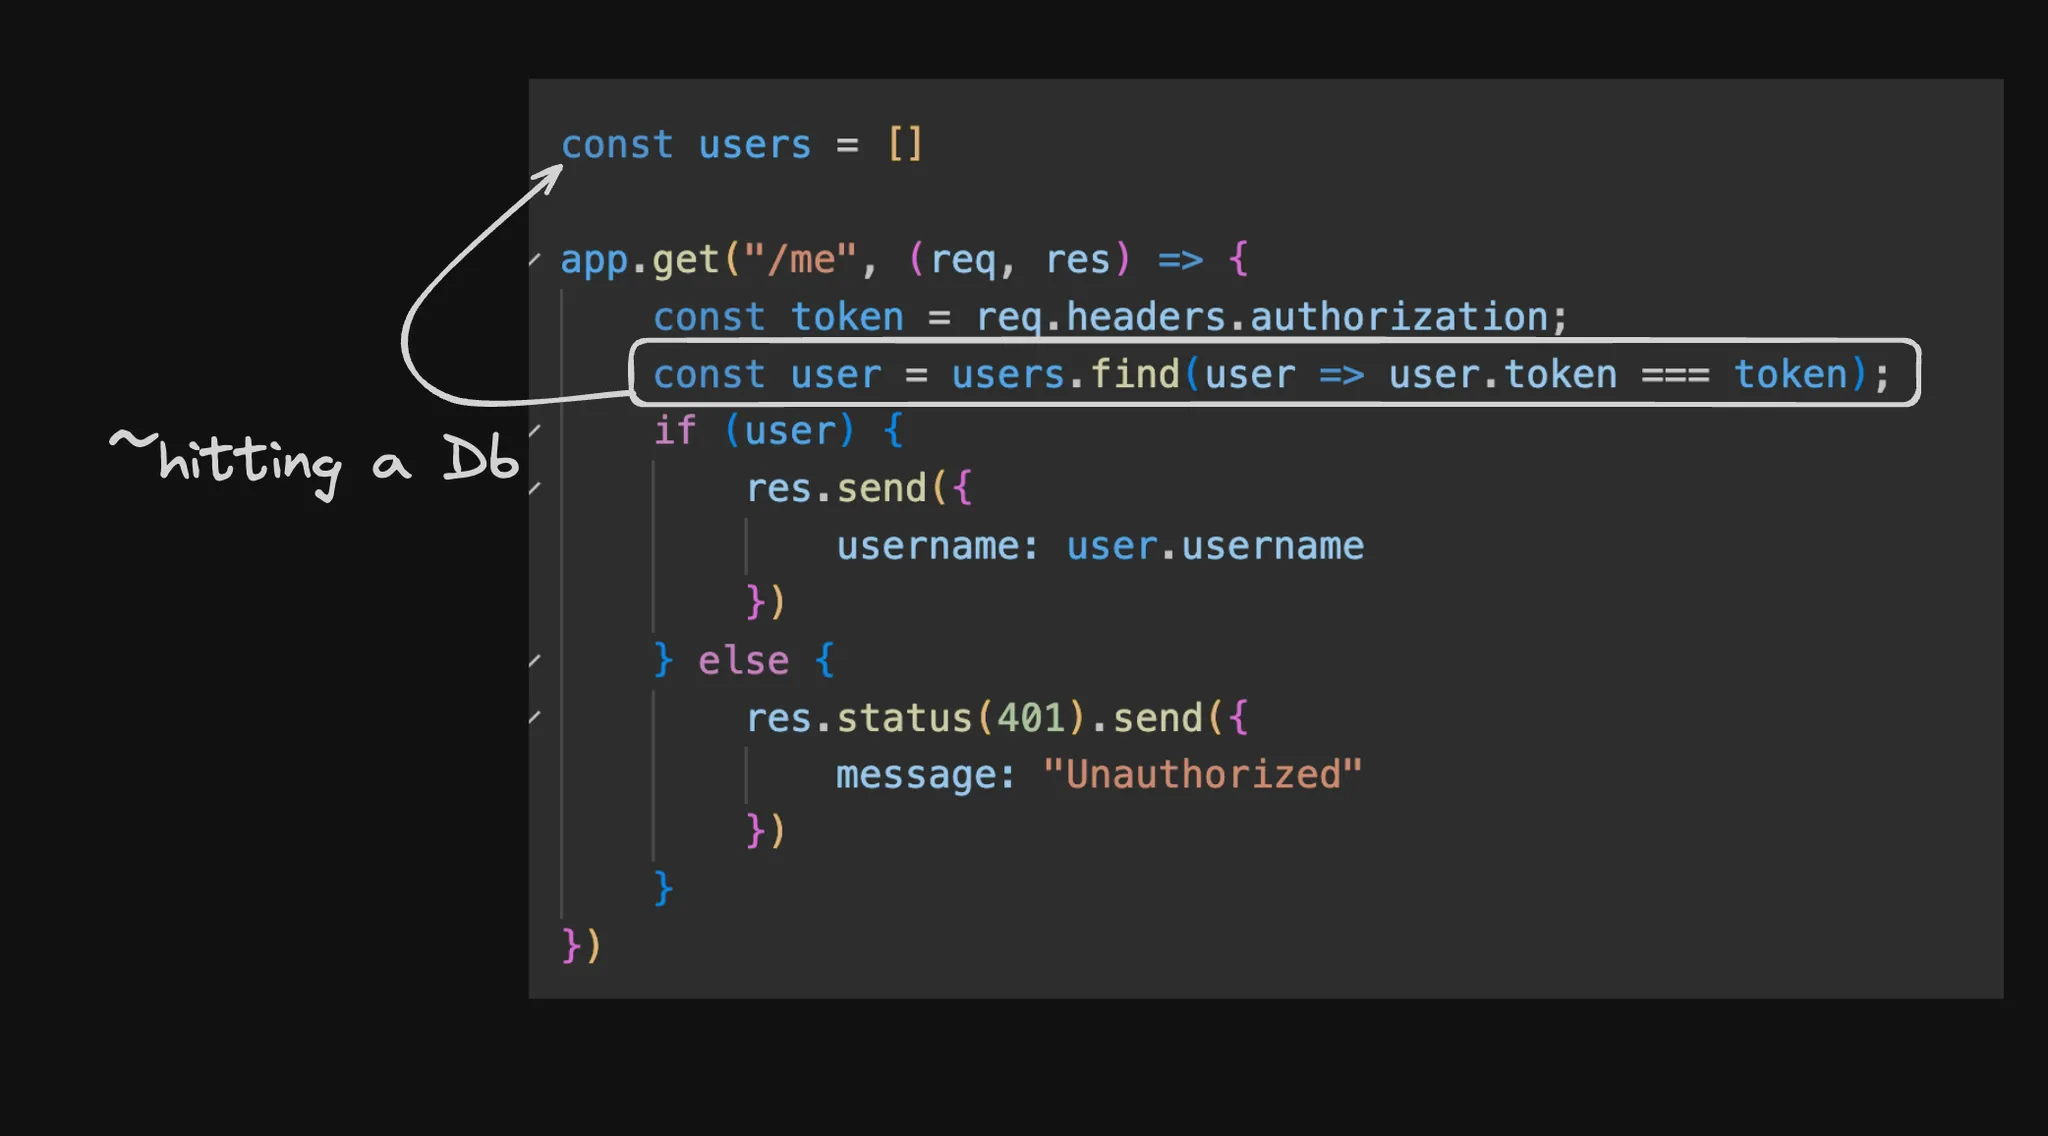 const users = []
app.get("/me", (req, res) => {
const token = req.headers.authorization;
const user = users.find(user => user.token === token);
~hitting a Db
if (user) {
res.send({
username: user.username
})
} else {
res.status(401).send({
message: "Unauthorized"
})
}
})